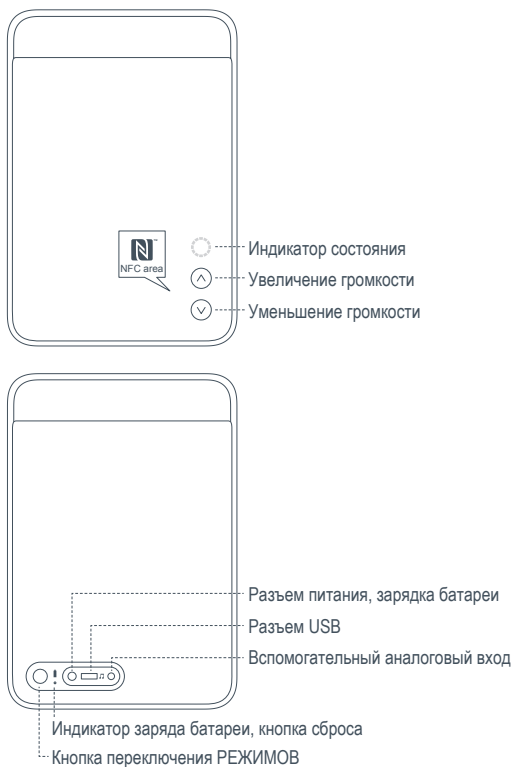 NFC area
Индикатор состояния
Увеличение громкости
Уменьшение громкости
Разъем питания, зарядка батареи
Разъем USB
Вспомогательный аналоговый вход
Индикатор заряда батареи, кнопка сброса
Кнопка переключения РЕЖИМОВ